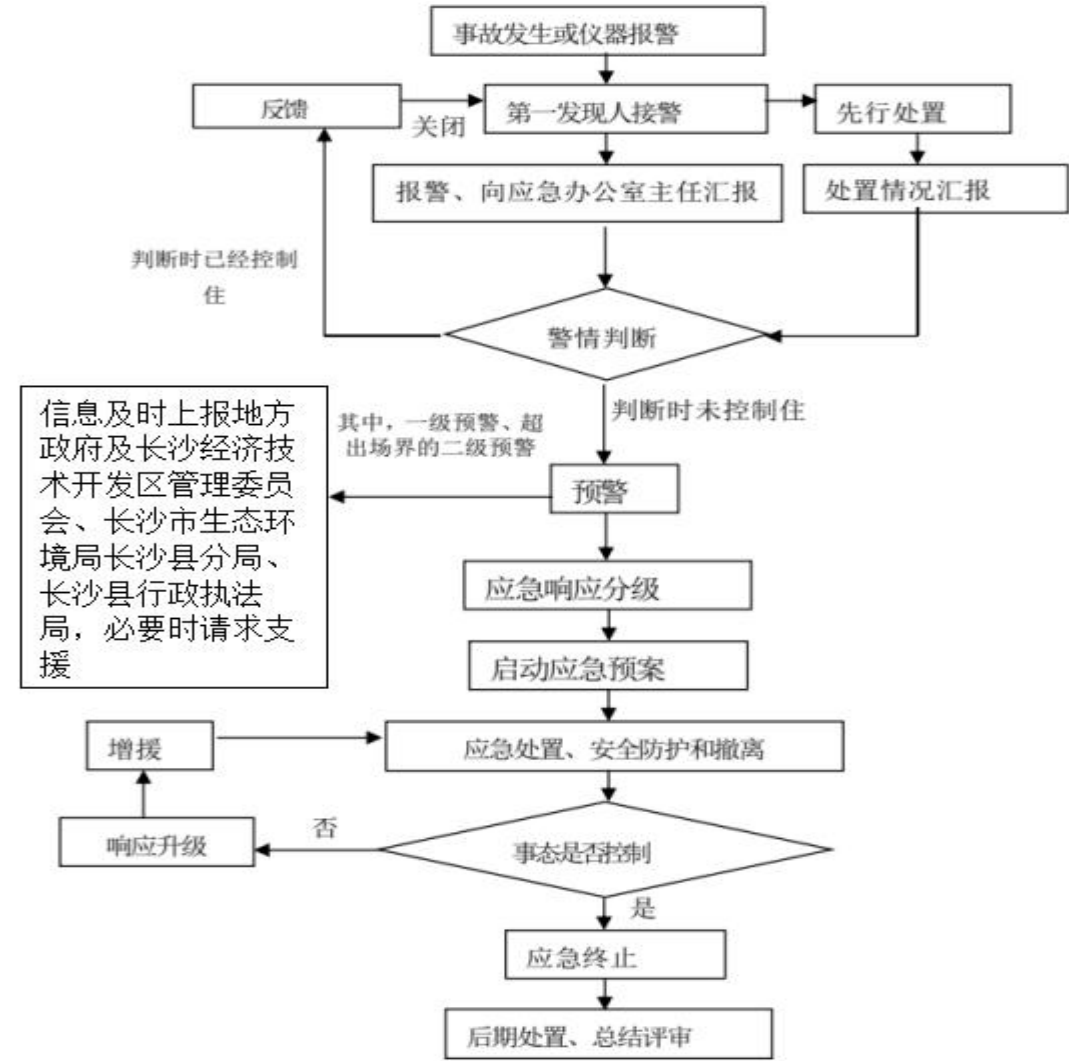 事故发生或仪器报警
反馈
关闭
第一发现人接警
先行处置
报警、向应急办公室主任汇报
处置情况汇报
判断时已经控制
住
警情判断
信息及时上报地方
政府及长沙经济技
术开发区管理委员
会、长沙市生态环
境局长沙县分局、
长沙县行政执法
局，必要时请求支
援
其中，一级预警、超
出场界的二级预警
判断时未控制住
预警
应急响应分级
启动应急预案
增援
应急处置、安全防护和撤离
响应升级
否
事态是否控制
是
应急终止
后期处置、总结评审